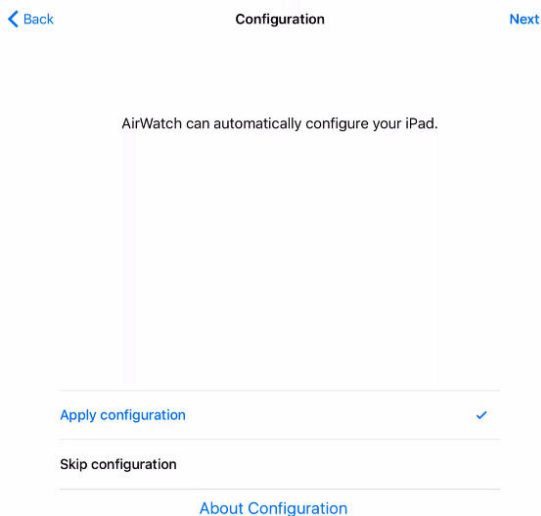 Back Configuration Next
AirWatch can automatically configure your iPad.
Apply configuration
Skip configuration
About Configuration